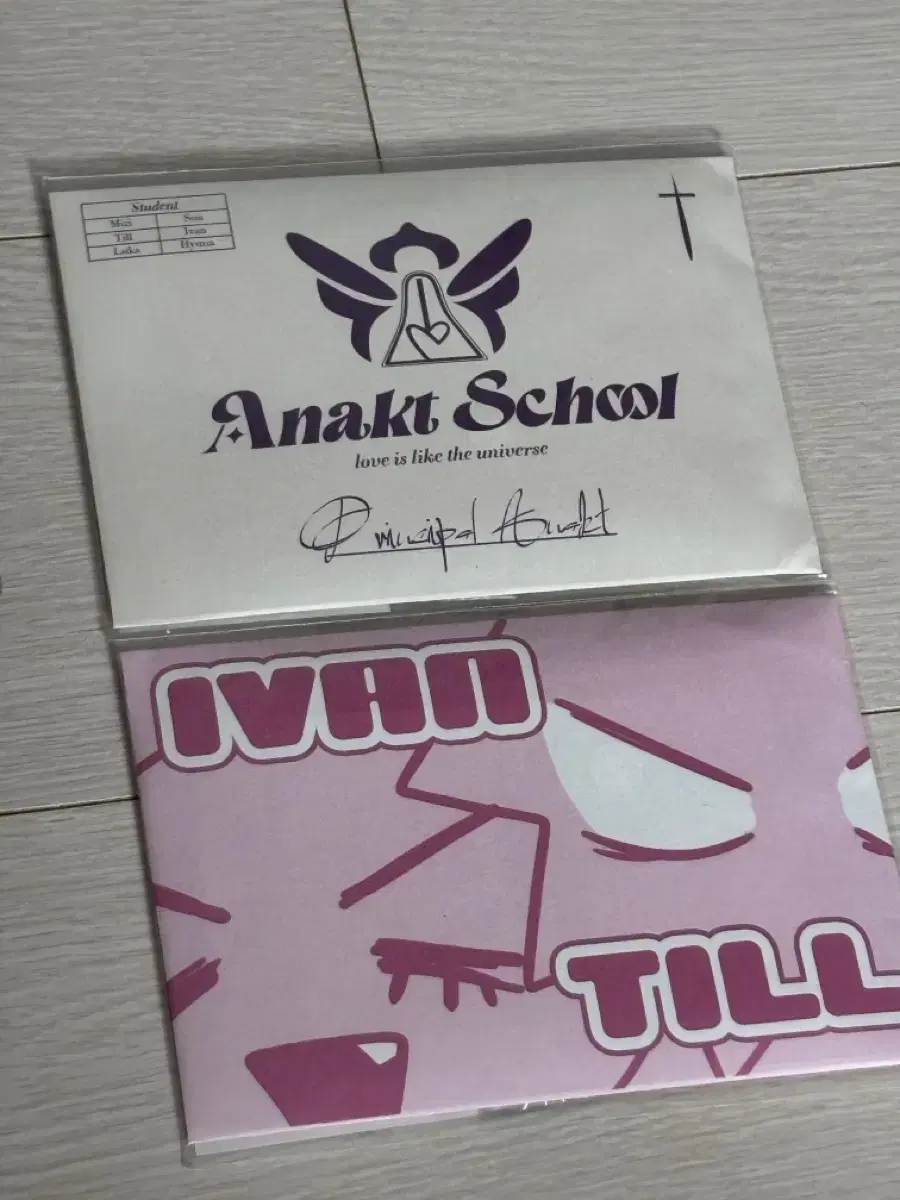 Student
Mizi Sua
Till Ivan
Luka Hyuna
Anakt School
love is like the universe
Principal Anakt
IVAN
TILL